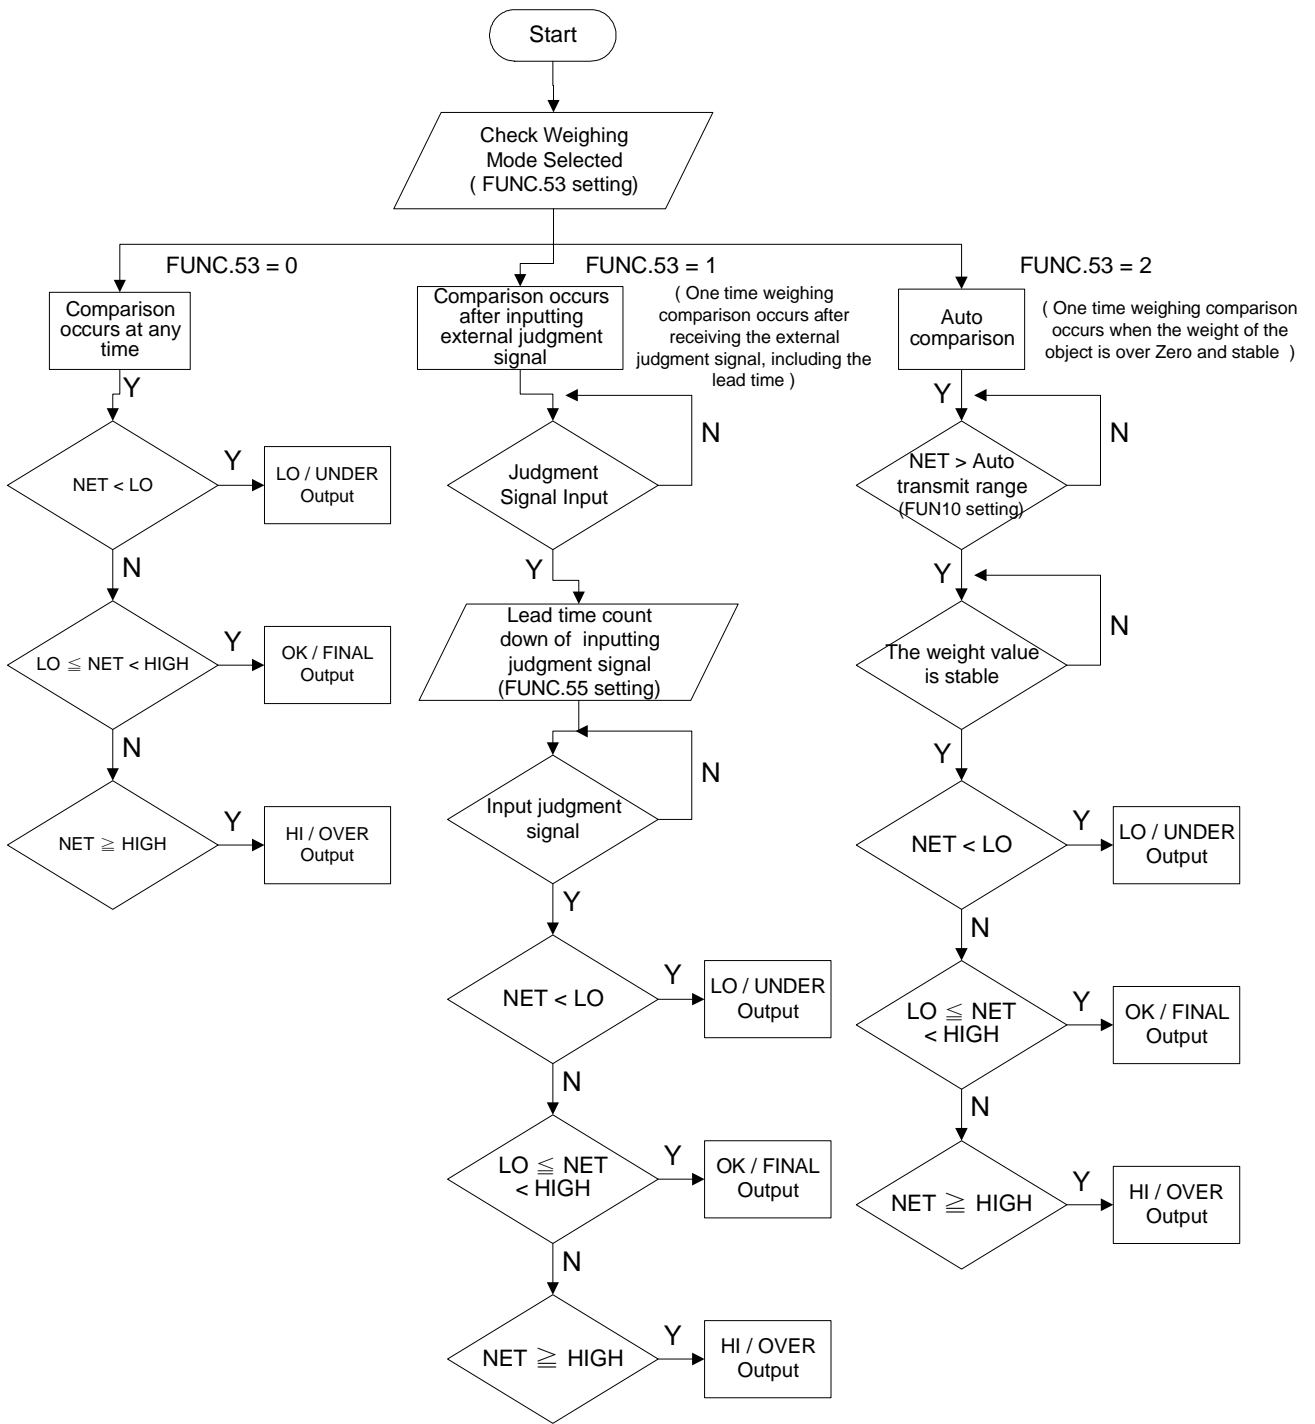 Start
Check Weighing
Mode Selected
( FUNC.53 setting)
FUNC.53 = 0
Comparison
occurs at any
time
Y
NET < LO
Y
LO / UNDER
Output
N
LO ≦ NET < HIGH
Y
OK / FINAL
Output
N
NET ≧ HIGH
Y
HI / OVER
Output
FUNC.53 = 1
( One time weighing
comparison occurs after
receiving the external
judgment signal, including the
lead time )
Comparison occurs
after inputting
external judgment
signal
Judgment
Signal Input
N
Y
Lead time count
down of inputting
judgment signal
(FUNC.55 setting)
Input judgment
signal
N
Y
NET < LO
Y
LO / UNDER
Output
N
LO ≦ NET
< HIGH
Y
OK / FINAL
Output
N
NET ≧ HIGH
Y
HI / OVER
Output
FUNC.53 = 2
( One time weighing comparison
occurs when the weight of the
object is over Zero and stable )
Auto
comparison
Y
NET > Auto
transmit range
(FUN10 setting)
N
Y
The weight value
is stable
N
Y
NET < LO
Y
LO / UNDER
Output
N
LO ≦ NET
< HIGH
Y
OK / FINAL
Output
N
NET ≧ HIGH
Y
HI / OVER
Output